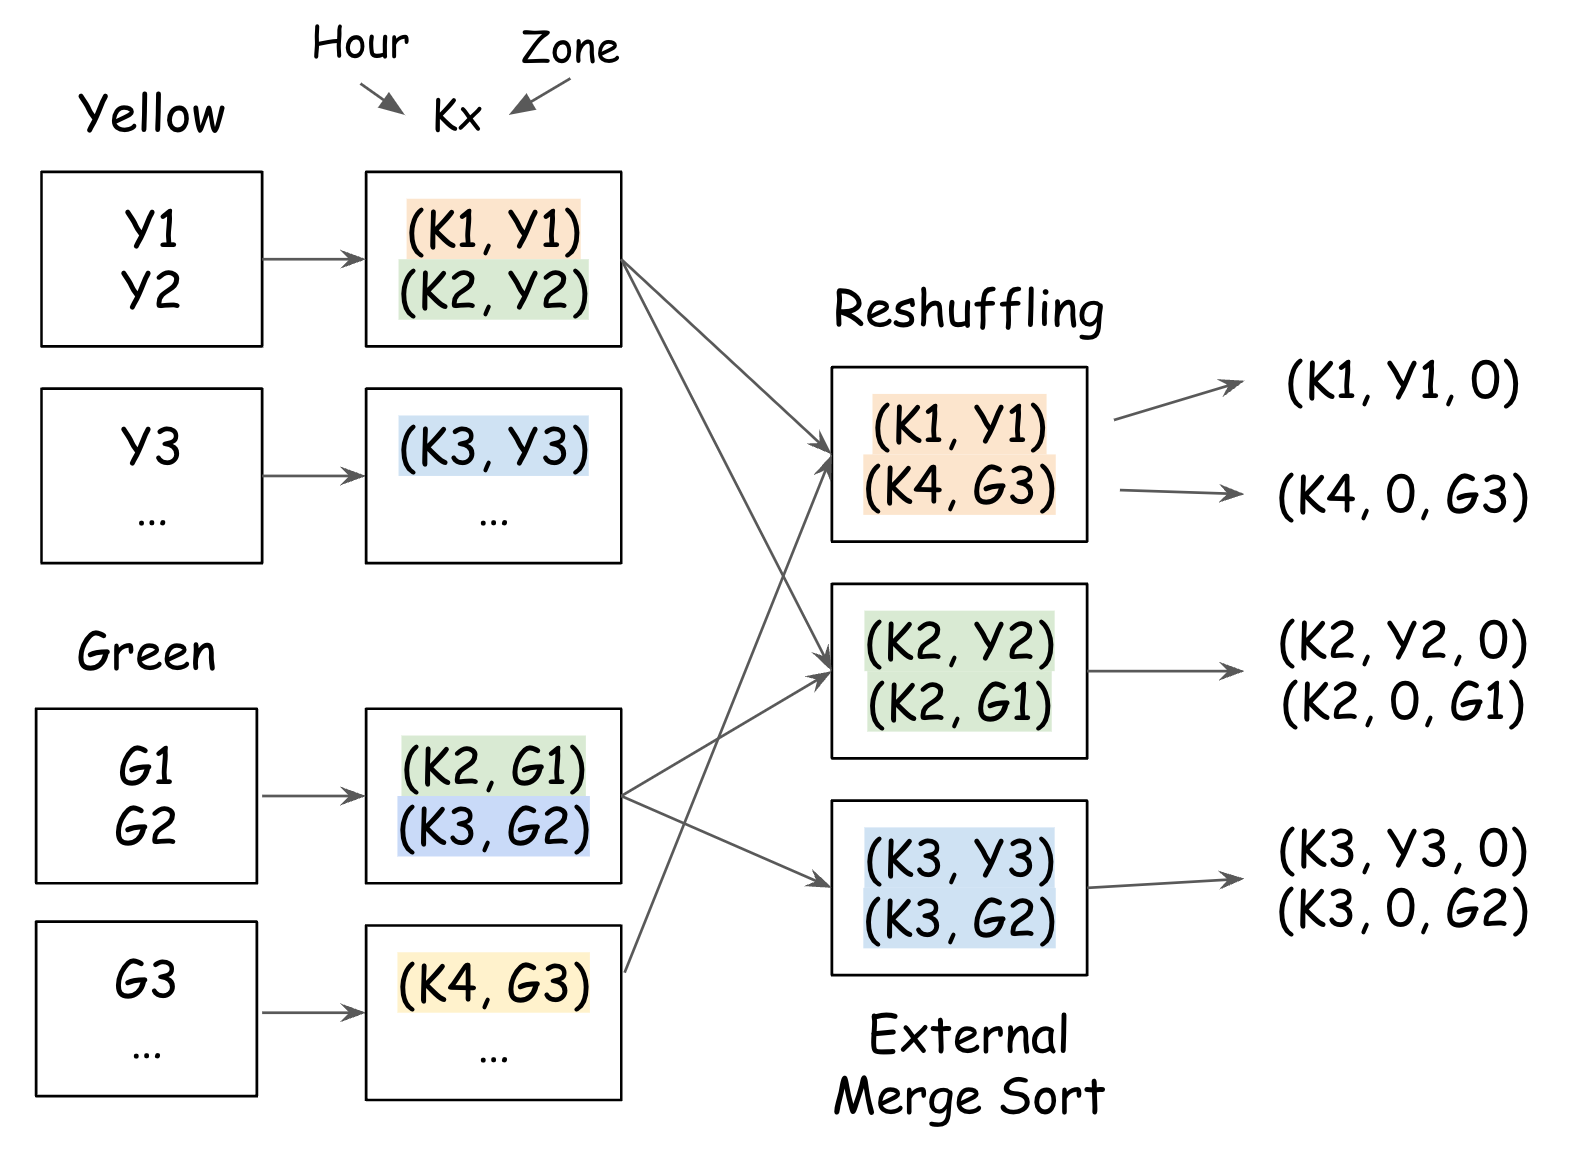 Hour
Zone
Yellow
Kx
Y1
Y2
(K1, Y1)
(K2, Y2)
Y3
...
(K3, Y3)
...
Green
G1
G2
(K2, G1)
(K3, G2)
G3
...
(K4, G3)
...
Reshuffling
(K1, Y1)
(K4, G3)
(K2, Y2)
(K2, G1)
(K3, Y3)
(K3, G2)
External
Merge Sort
(K1, Y1, 0)
(K4, 0, G3)
(K2, Y2, 0)
(K2, 0, G1)
(K3, Y3, 0)
(K3, 0, G2)